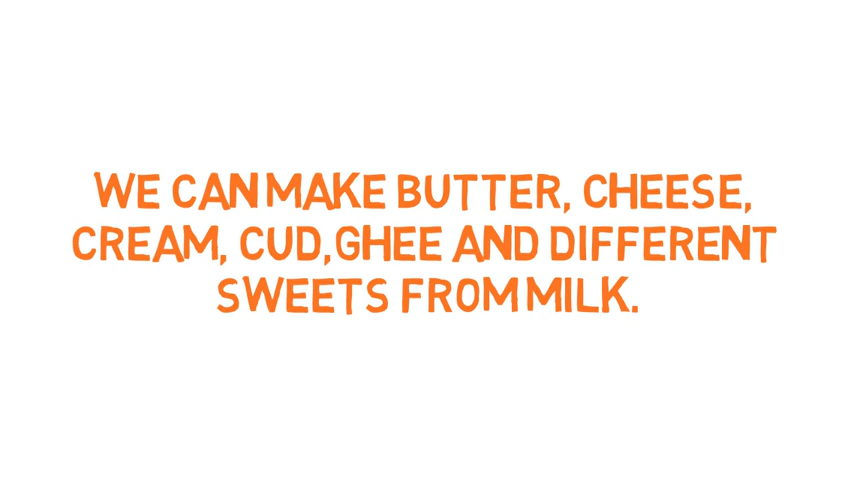 WE CAN MAKE BUTTER, CHEESE,
CREAM, CUD,GHEE AND DIFFERENT
SWEETS FROM MILK.